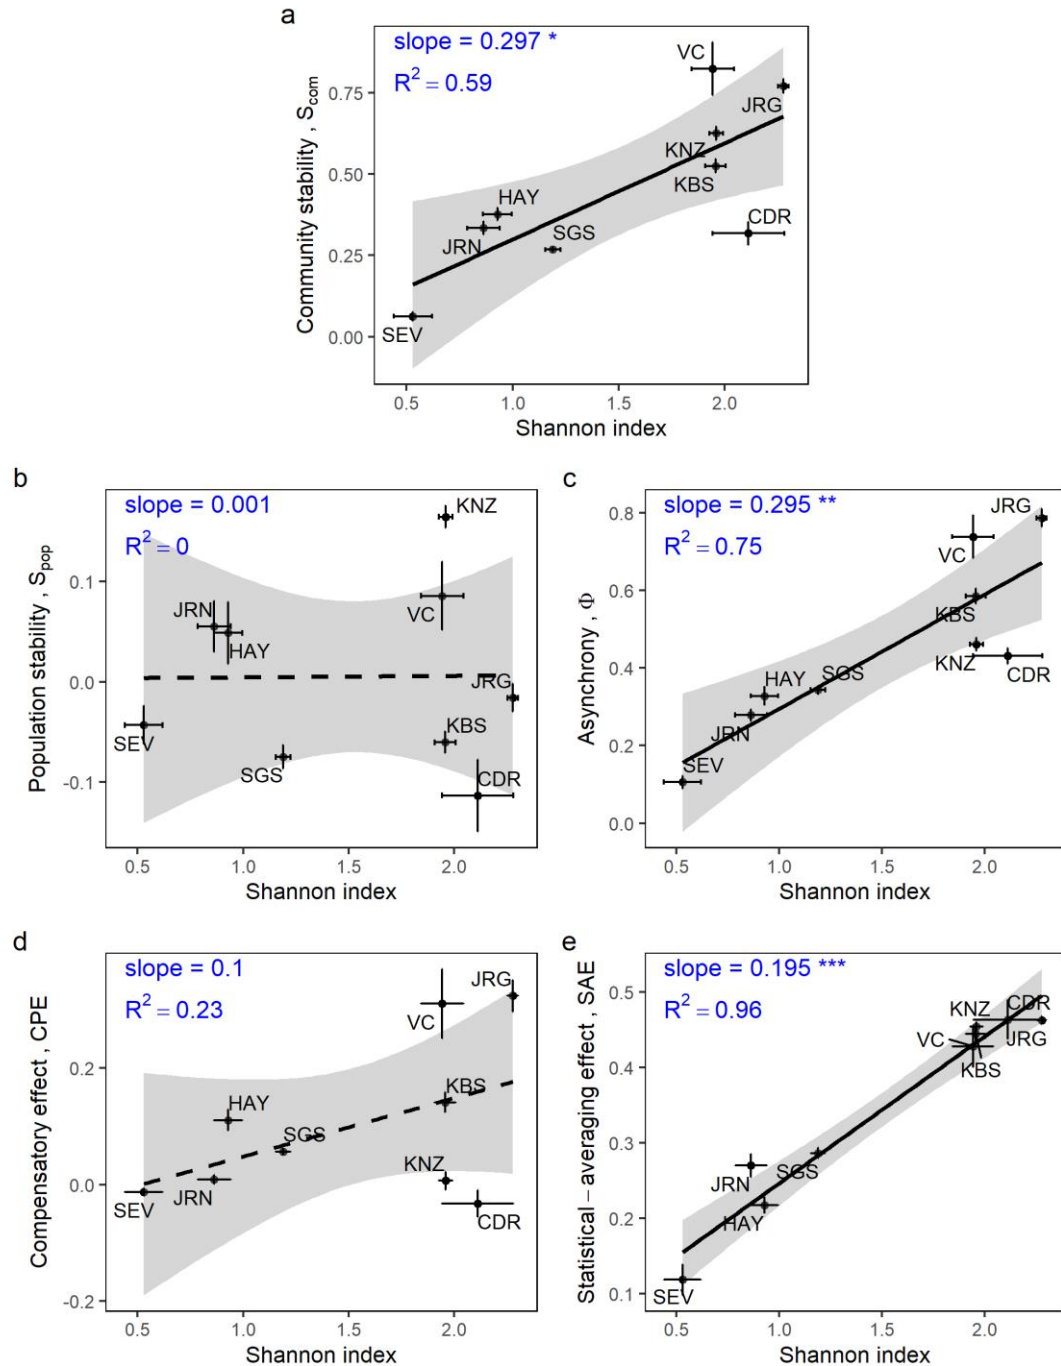 a
slope = 0.297 *
R² = 0.59
VC
JRG
KNZ
KBS
CDR
HAY
JRN
SGS
SEV
0.75
0.50
0.25
0.00
Community stability , S_com
0.5 1.0 1.5 2.0
Shannon index
b
slope = 0.001
R² = 0
KNZ
VC
JRN
HAY
JRG
KBS
SEV
SGS
CDR
0.1
0.0
-0.1
Population stability , S_pop
0.5 1.0 1.5 2.0
Shannon index
c
slope = 0.295 **
R² = 0.75
JRG
VC
KBS
KNZ
CDR
HAY
SGS
JRN
SEV
0.8
0.6
0.4
0.2
0.0
Asynchrony , Φ
0.5 1.0 1.5 2.0
Shannon index
d
slope = 0.1
R² = 0.23
JRG
VC
KBS
HAY
SGS
KNZ
JRN
SEV
CDR
0.2
0.0
-0.2
Compensatory effect , CPE
0.5 1.0 1.5 2.0
Shannon index
e
slope = 0.195 ***
R² = 0.96
KNZ
CDR
VC
JRG
KBS
JRN
SGS
HAY
SEV
0.5
0.4
0.3
0.2
0.1
Statistical − averaging effect , SAE
0.5 1.0 1.5 2.0
Shannon index